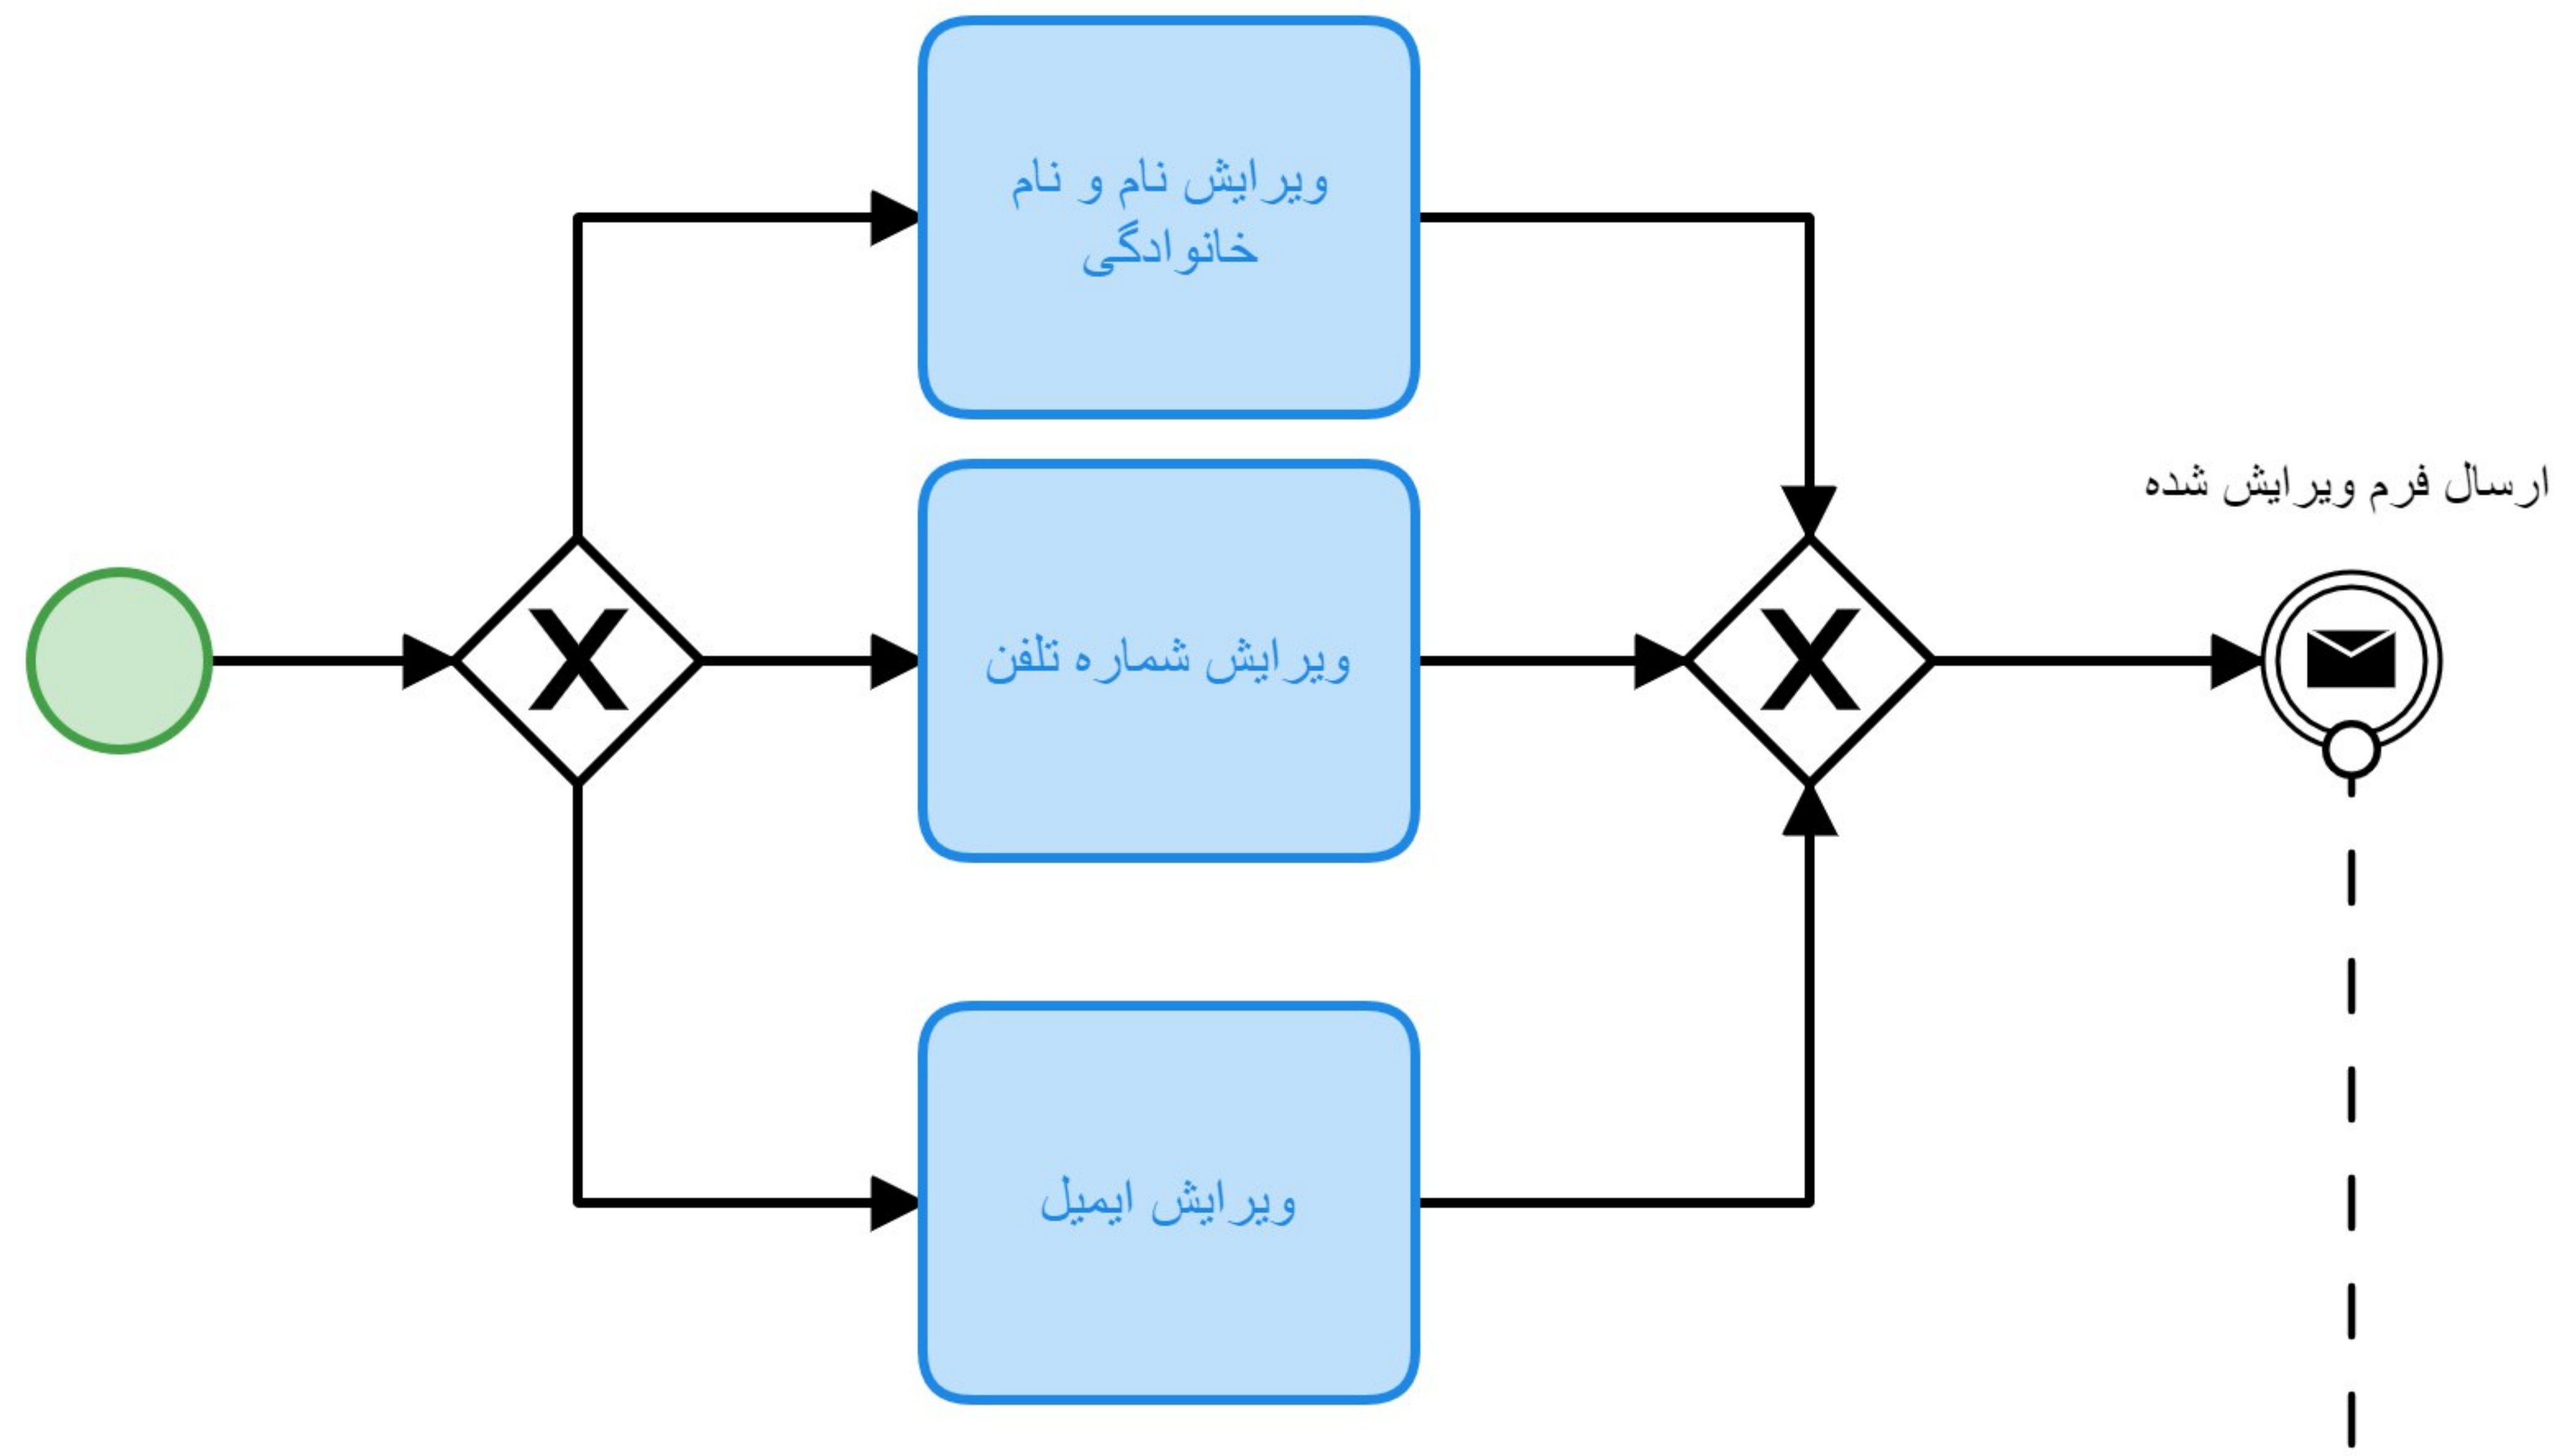 ویرایش نام و نام
خانوادگی
ارسال فرم ویرایش شده
ویرایش شماره تلفن
ویرایش ایمیل